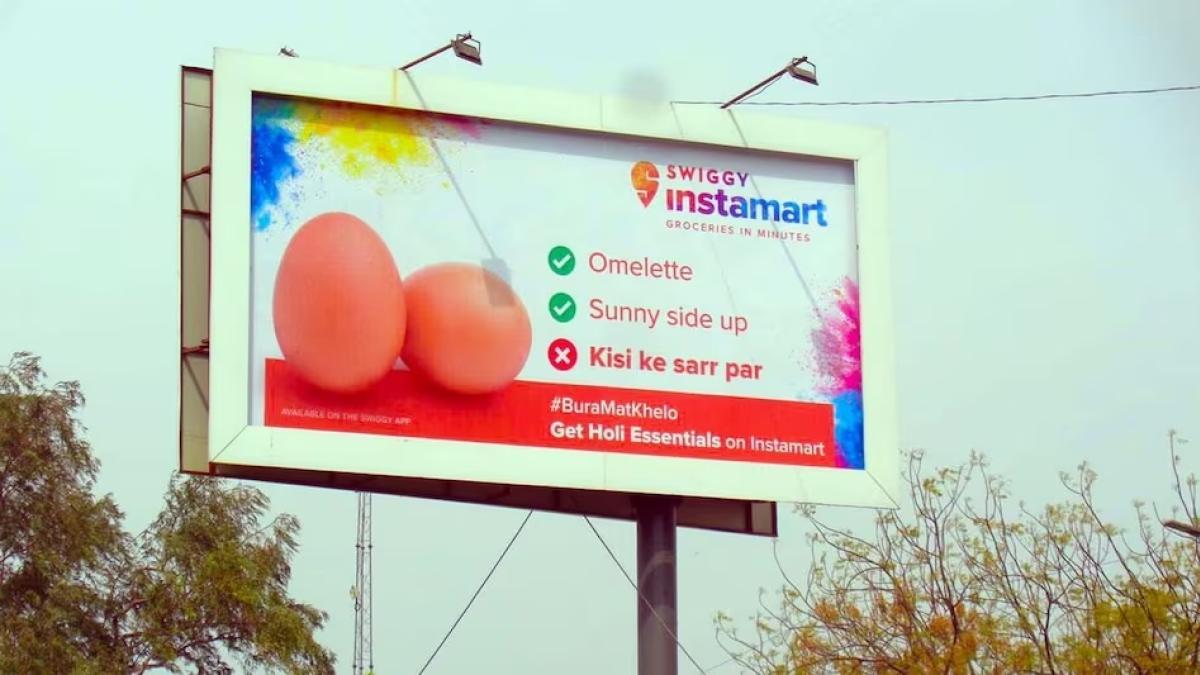 SWIGGY
instamart
GROCERIES IN MINUTES
Omelette
Sunny side up
Kisi ke sarr par
#BuraMatKhelo
Get Holi Essentials on Instamart
AVAILABLE ON THE SWIGGY APP